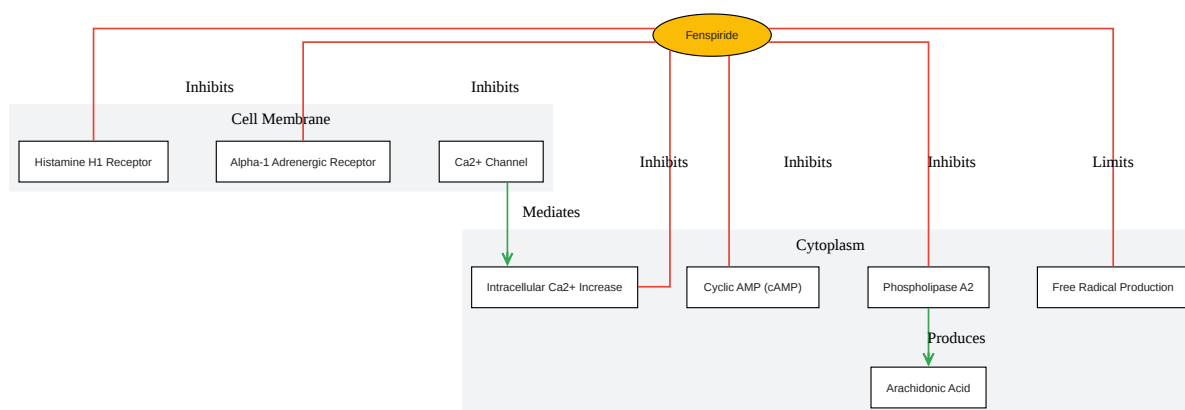 Fenspiride
Inhibits
Inhibits
Cell Membrane
Histamine H1 Receptor
Alpha-1 Adrenergic Receptor
Ca2+ Channel
Inhibits
Inhibits
Inhibits
Limits
Mediates
Cytoplasm
Intracellular Ca2+ Increase
Cyclic AMP (cAMP)
Phospholipase A2
Free Radical Production
Produces
Arachidonic Acid